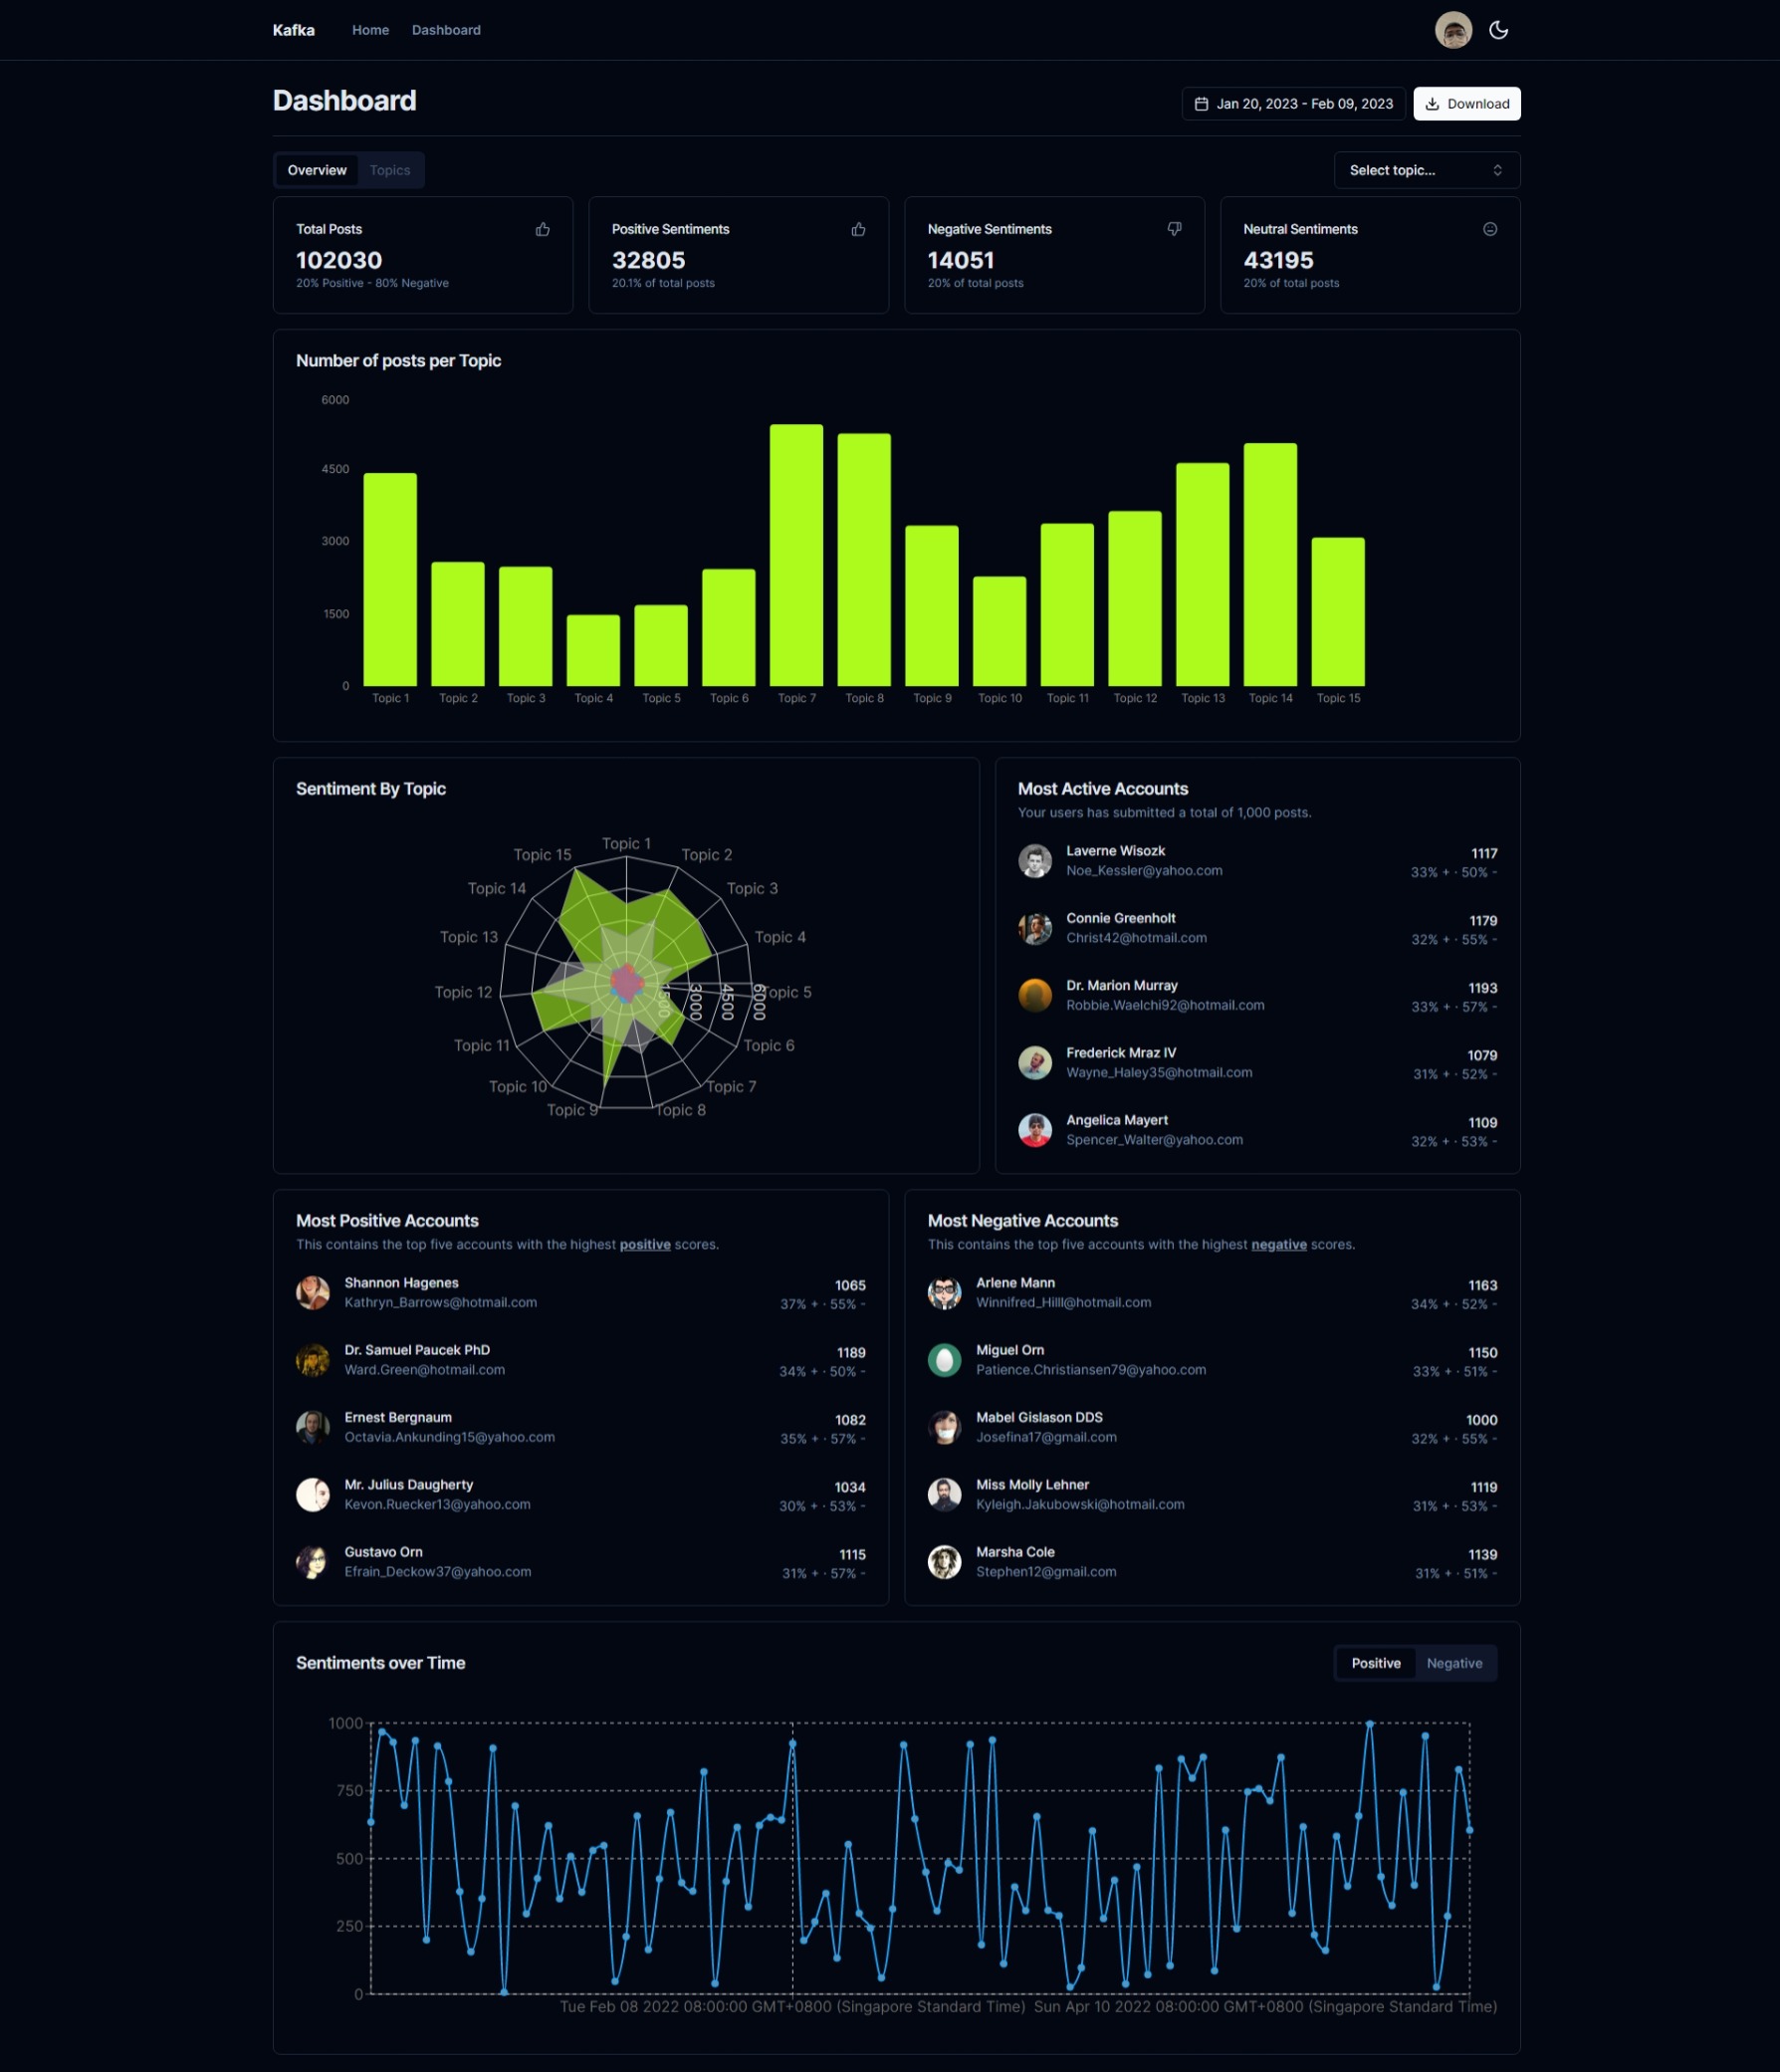 Kafka Home Dashboard
Dashboard
Jan 20, 2023 - Feb 09, 2023 Download
Overview Topics Select topic...
Total Posts
102030
20% Positive - 80% Negative
Positive Sentiments
32805
20.1% of total posts
Negative Sentiments
14051
20% of total posts
Neutral Sentiments
43195
20% of total posts
Number of posts per Topic
6000
4500
3000
1500
0
Topic 1 Topic 2 Topic 3 Topic 4 Topic 5 Topic 6 Topic 7 Topic 8 Topic 9 Topic 10 Topic 11 Topic 12 Topic 13 Topic 14 Topic 15
Sentiment By Topic
Topic 1
Topic 2
Topic 3
Topic 4
Topic 5
Topic 6
Topic 7
Topic 8
Topic 9
Topic 10
Topic 11
Topic 12
Topic 13
Topic 14
Topic 15
1500
3000
4500
6000
Most Active Accounts
Your users has submitted a total of 1,000 posts.
Laverne Wisozk 1117
Noe_Kessler@yahoo.com 33% + · 50% -
Connie Greenholt 1179
Christ42@hotmail.com 32% + · 55% -
Dr. Marion Murray 1193
Robbie.Waelchi92@hotmail.com 33% + · 57% -
Frederick Mraz IV 1079
Wayne_Haley35@hotmail.com 31% + · 52% -
Angelica Mayert 1109
Spencer_Walter@yahoo.com 32% + · 53% -
Most Positive Accounts
This contains the top five accounts with the highest positive scores.
Shannon Hagenes 1065
Kathryn_Barrows@hotmail.com 37% + · 55% -
Dr. Samuel Paucek PhD 1189
Ward.Green@hotmail.com 34% + · 50% -
Ernest Bergnaum 1082
Octavia.Ankunding15@yahoo.com 35% + · 57% -
Mr. Julius Daugherty 1034
Kevon.Ruecker13@yahoo.com 30% + · 53% -
Gustavo Orn 1115
Efrain_Deckow37@yahoo.com 31% + · 57% -
Most Negative Accounts
This contains the top five accounts with the highest negative scores.
Arlene Mann 1163
Winnifred_Hilll@hotmail.com 34% + · 52% -
Miguel Orn 1150
Patience.Christiansen79@yahoo.com 33% + · 51% -
Mabel Gislason DDS 1000
Josefina17@gmail.com 32% + · 55% -
Miss Molly Lehner 1119
Kyleigh.Jakubowski@hotmail.com 31% + · 53% -
Marsha Cole 1139
Stephen12@gmail.com 31% + · 51% -
Sentiments over Time
Positive Negative
1000
750
500
250
0
Tue Feb 08 2022 08:00:00 GMT+0800 (Singapore Standard Time) Sun Apr 10 2022 08:00:00 GMT+0800 (Singapore Standard Time)